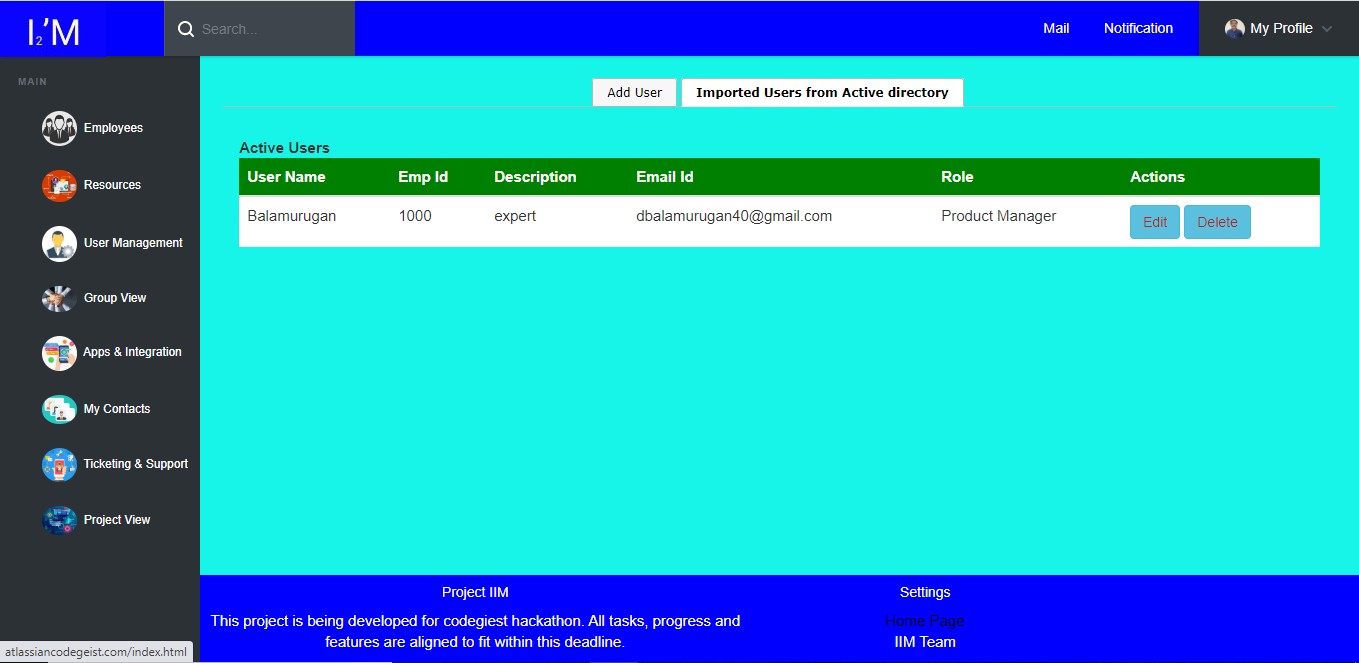 I2'M
Search...
Mail
Notification
My Profile
MAIN
Employees
Resources
User Management
Group View
Apps & Integration
My Contacts
Ticketing & Support
Project View
Add User
Imported Users from Active directory
Active Users
User Name Emp Id Description Email Id Role Actions
Balamurugan 1000 expert dbalamurugan40@gmail.com Product Manager Edit Delete
Project IIM
This project is being developed for codegiest hackathon. All tasks, progress and
features are aligned to fit within this deadline.
Settings
Home Page
IIM Team
atlassiancodegeist.com/index.html